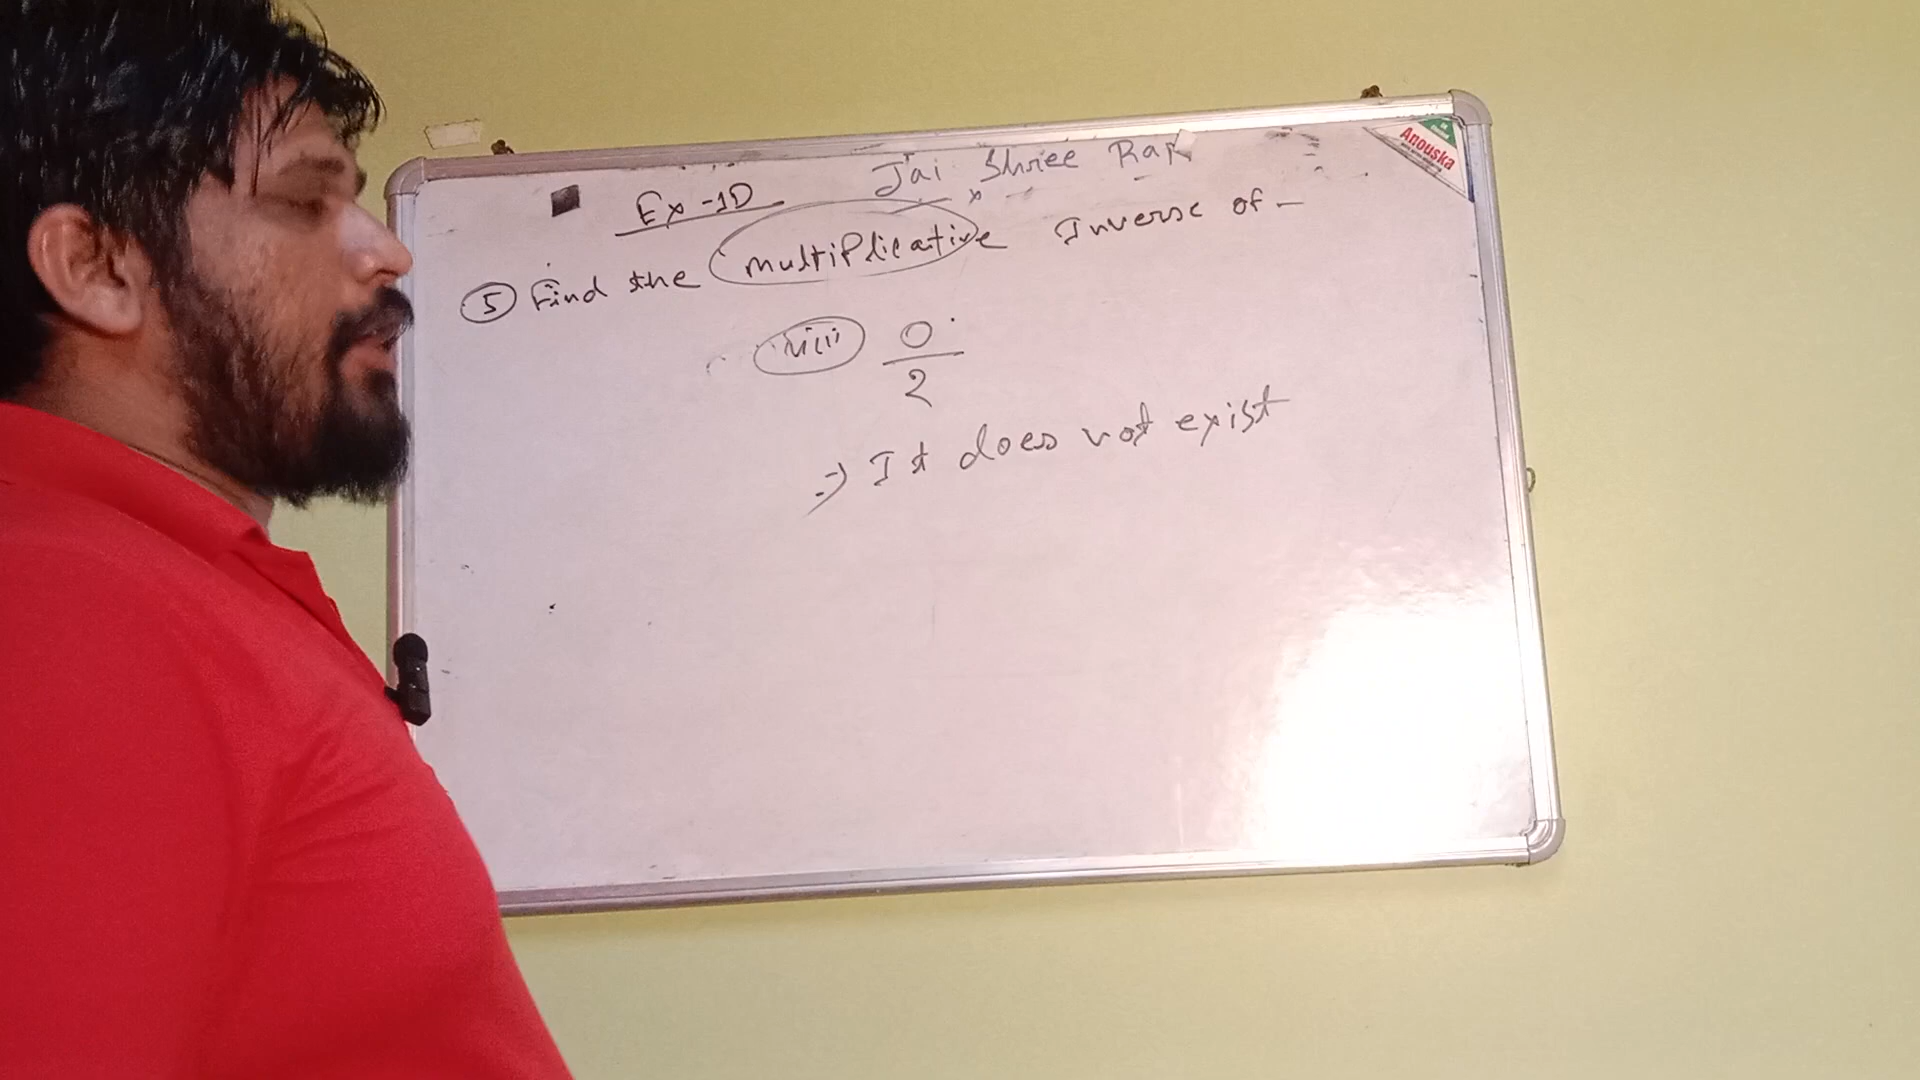 Jai Shree Ram
Ex-1D
⑤ Find the multiplicative Inverse of -
viii 0/2
=> It does not exist
Anouska